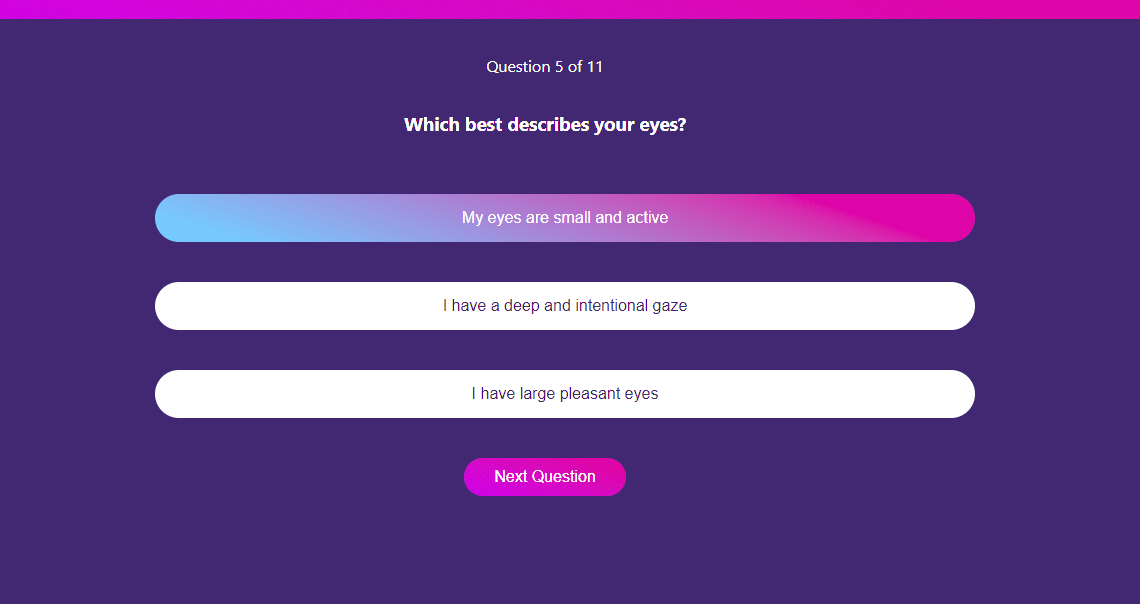 Question 5 of 11
Which best describes your eyes?
My eyes are small and active
I have a deep and intentional gaze
I have large pleasant eyes
Next Question